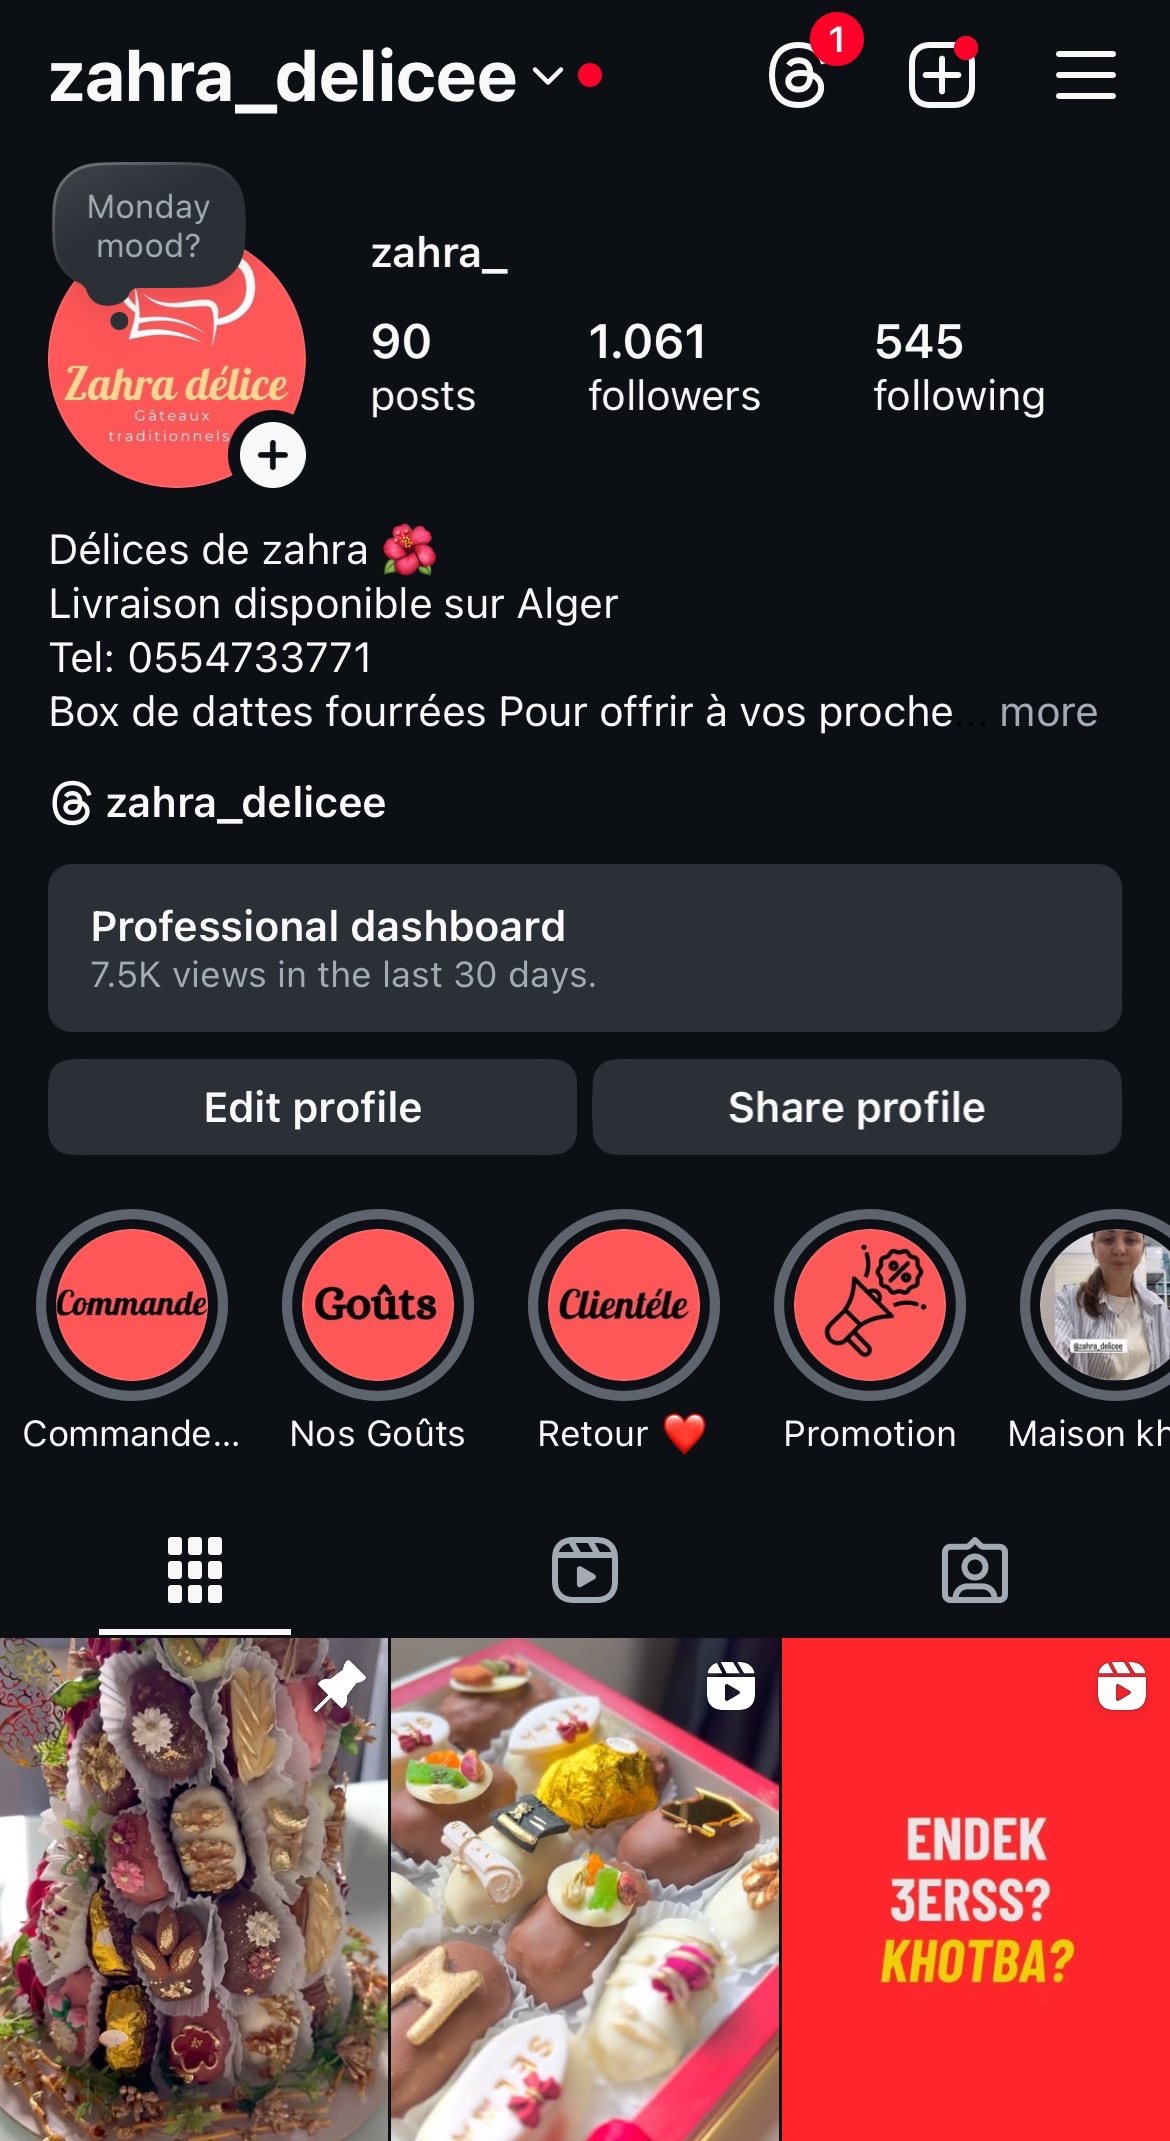 zahra_delicee
1
Monday
mood?
zahra_
90
posts
1.061
followers
545
following
Zahra délice
Gâteaux
traditionnels
Délices de zahra 🌺
Livraison disponible sur Alger
Tel: 0554733771
Box de dattes fourrées Pour offrir à vos proche... more
zahra_delicee
Professional dashboard
7.5K views in the last 30 days.
Edit profile
Share profile
Commande
Goûts
Clientéle
%
@zahra_delicee
Commande...
Nos Goûts
Retour ❤️
Promotion
Maison kh
ENDEK
3ERSS?
KHOTBA?